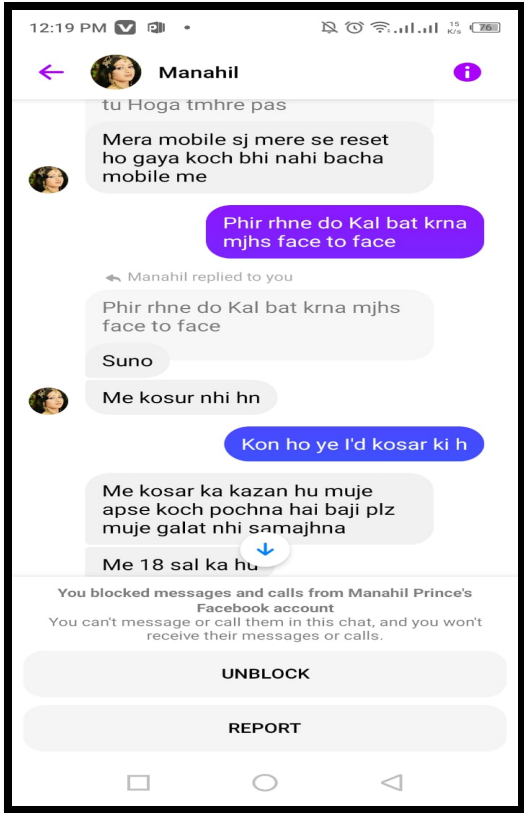 12:19 PM
15
K/s
76
Manahil
tu Hoga tmhre pas
Mera mobile sj mere se reset
ho gaya koch bhi nahi bacha
mobile me
Phir rhne do Kal bat krna
mjhs face to face
Manahil replied to you
Phir rhne do Kal bat krna mjhs
face to face
Suno
Me kosur nhi hn
Kon ho ye I'd kosar ki h
Me kosar ka kazan hu muje
apse koch pochna hai baji plz
muje galat nhi samajhna
Me 18 sal ka hu
You blocked messages and calls from Manahil Prince's
Facebook account
You can't message or call them in this chat, and you won't
receive their messages or calls.
UNBLOCK
REPORT